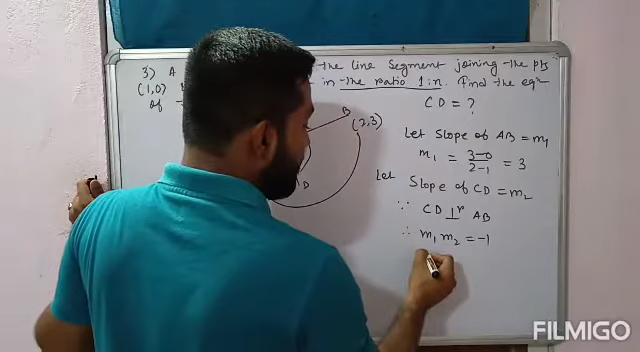 3) A the line Segment joining the pts
(1,0) in the ratio 1:n. Find the eqn
of
CD = ?
B
(2,3)
D
Let Slope of AB = m₁
m₁ = 3-0/2-1 = 3
Let Slope of CD = m₂
∵ CD ⊥r AB
∴ m₁ m₂ = -1
FILMIGO